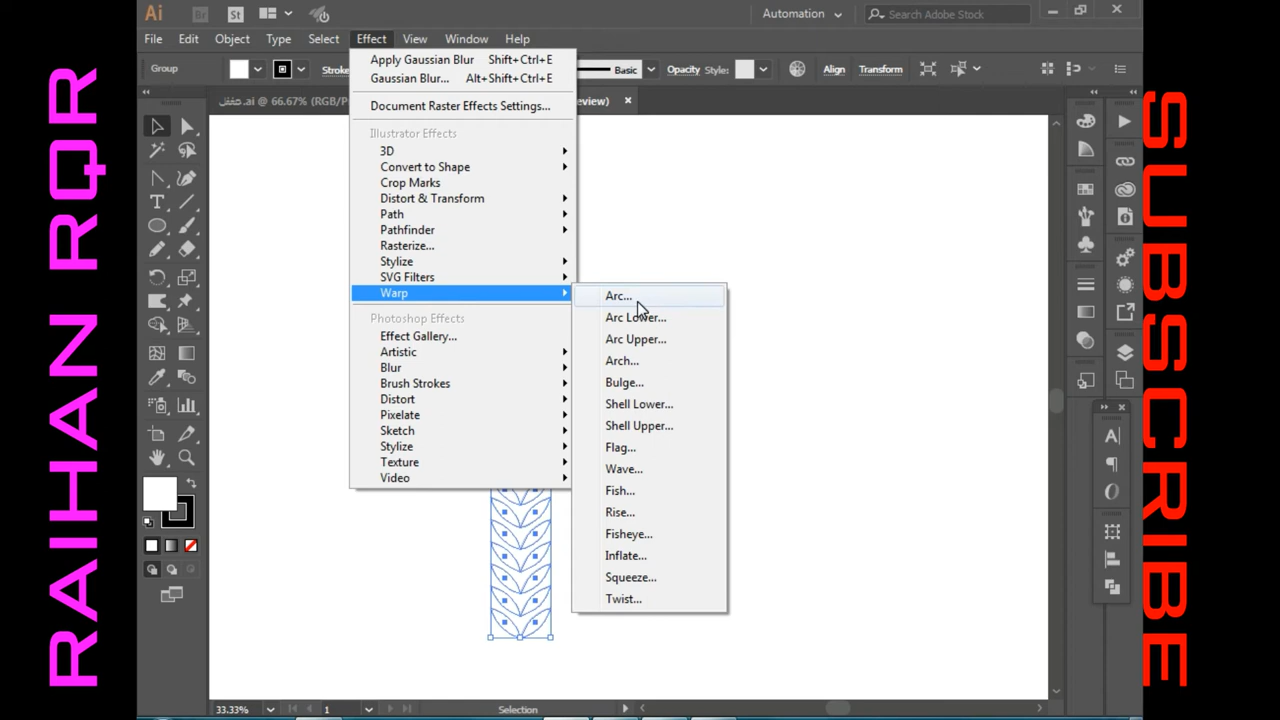 RAIHAN RQR
Ai Br St Automation Search Adobe Stock
File Edit Object Type Select Effect View Window Help
Group Stroke Basic Opacity Style: Align Transform
.ai @ 66.67% (RGB/P eview)
Apply Gaussian Blur Shift+Ctrl+E
Gaussian Blur... Alt+Shift+Ctrl+E
Document Raster Effects Settings...
Illustrator Effects
3D
Convert to Shape
Crop Marks
Distort & Transform
Path
Pathfinder
Rasterize...
Stylize
SVG Filters
Warp
Photoshop Effects
Effect Gallery...
Artistic
Blur
Brush Strokes
Distort
Pixelate
Sketch
Stylize
Texture
Video
Arc...
Arc Lower...
Arc Upper...
Arch...
Bulge...
Shell Lower...
Shell Upper...
Flag...
Wave...
Fish...
Rise...
Fisheye...
Inflate...
Squeeze...
Twist...
33.33% 1 Selection
SUBSCRIBE